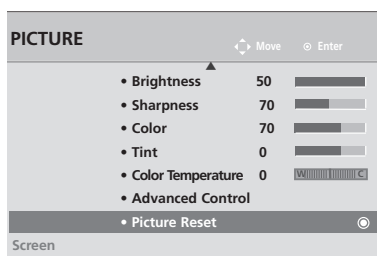 PICTURE
Move Enter
• Brightness 50
• Sharpness 70
• Color 70
• Tint 0
• Color Temperature 0 W C
• Advanced Control
• Picture Reset
Screen